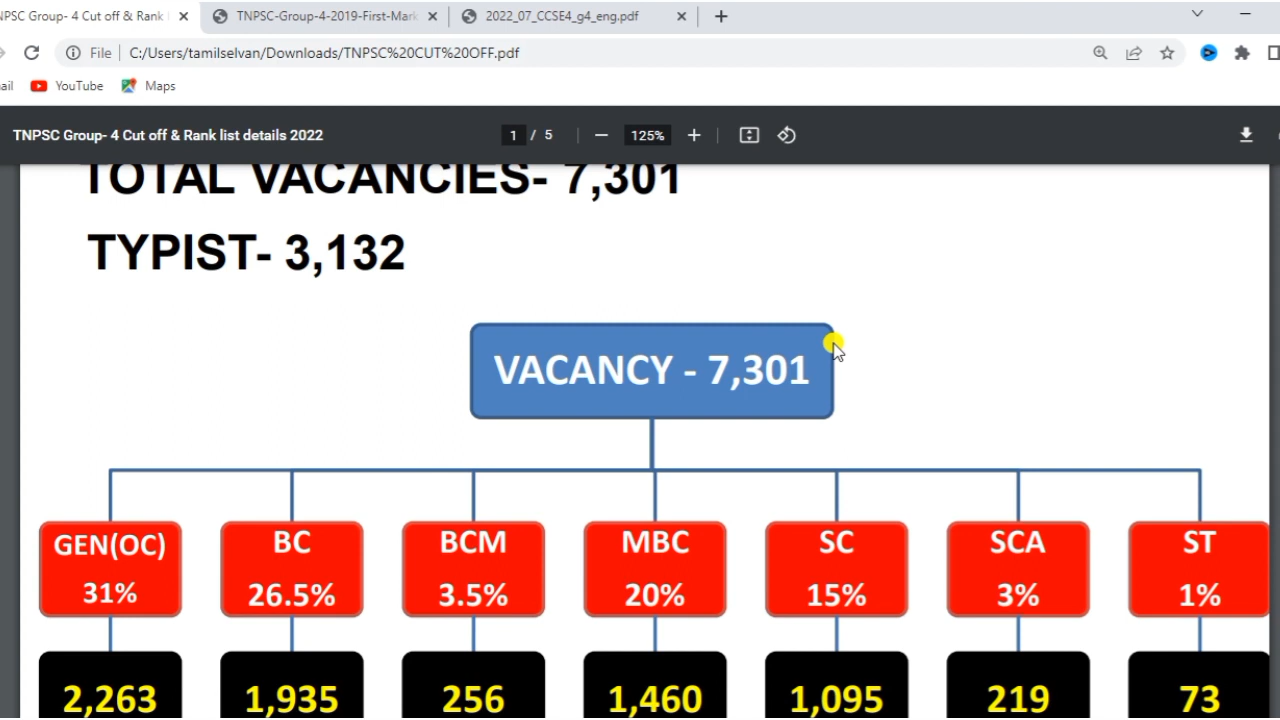 NPSC Group- 4 Cut off & Rank
TNPSC-Group-4-2019-First-Mark
2022_07_CCSE4_g4_eng.pdf
File
C:/Users/tamilselvan/Downloads/TNPSC%20CUT%20OFF.pdf
ail
YouTube
Maps
TNPSC Group- 4 Cut off & Rank list details 2022
1 / 5
125%
TOTAL VACANCIES- 7,301
TYPIST- 3,132
VACANCY - 7,301
GEN(OC) BC BCM MBC SC SCA ST
31% 26.5% 3.5% 20% 15% 3% 1%
2,263 1,935 256 1,460 1,095 219 73